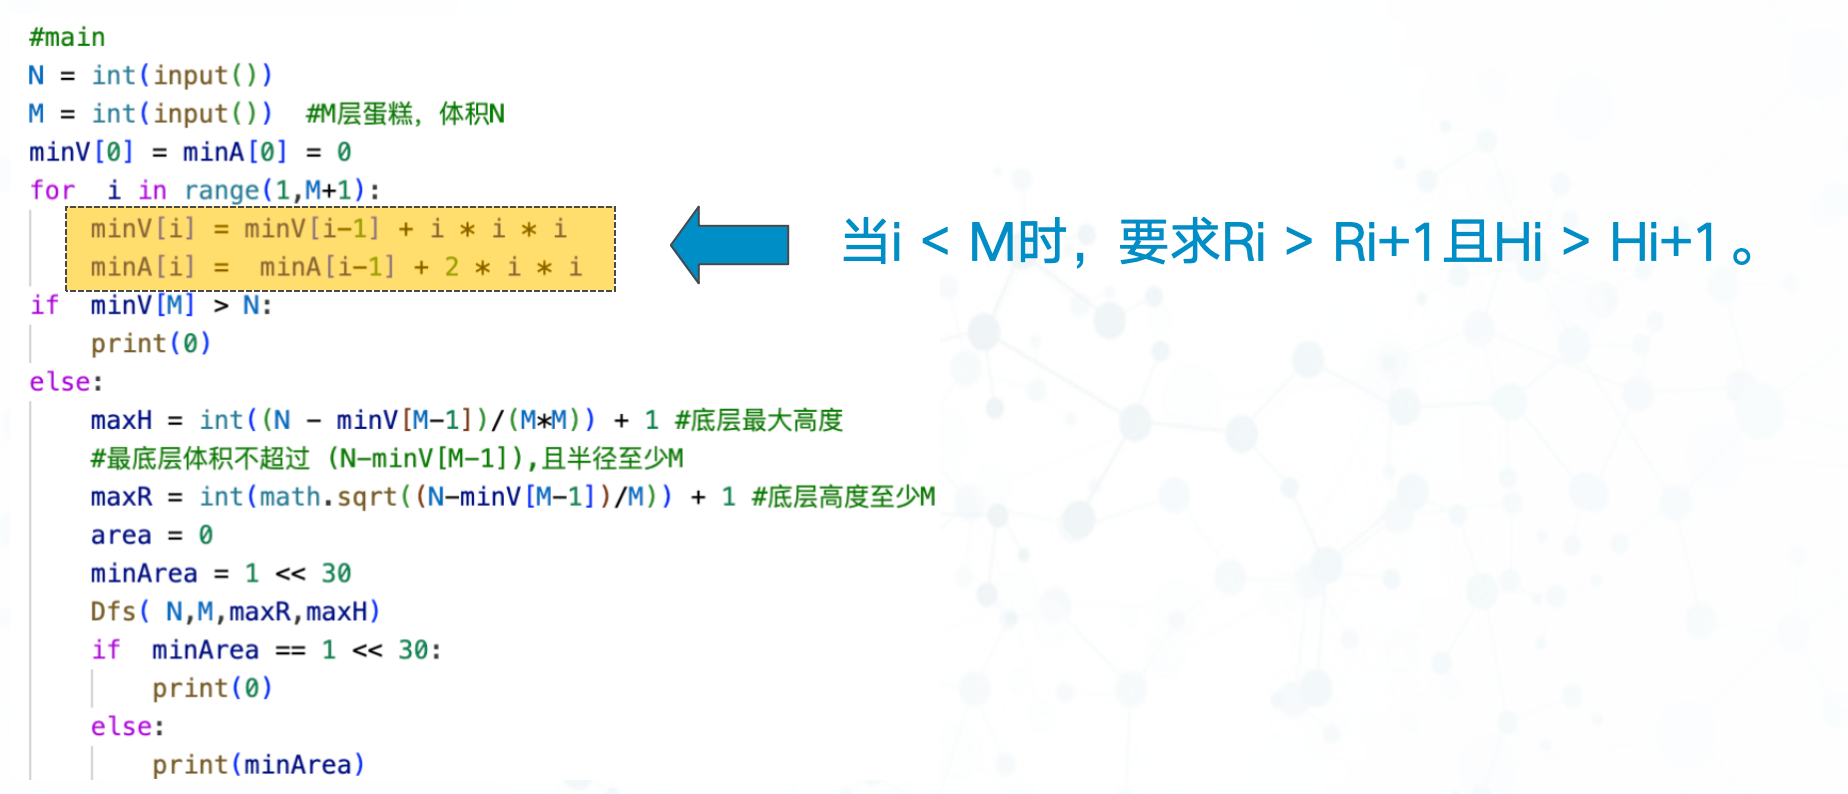 #main
N = int(input())
M = int(input())  #M层蛋糕，体积N
minV[0] = minA[0] = 0
for  i in range(1,M+1):
    minV[i] = minV[i-1] + i * i * i
    minA[i] =  minA[i-1] + 2 * i * i
当i < M时，要求Ri > Ri+1且Hi > Hi+1 。
if  minV[M] > N:
    print(0)
else:
    maxH = int((N - minV[M-1])/(M*M)) + 1 #底层最大高度
    #最底层体积不超过 (N-minV[M-1]),且半径至少M
    maxR = int(math.sqrt((N-minV[M-1])/M)) + 1 #底层高度至少M
    area = 0
    minArea = 1 << 30
    Dfs( N,M,maxR,maxH)
    if  minArea == 1 << 30:
        print(0)
    else:
        print(minArea)